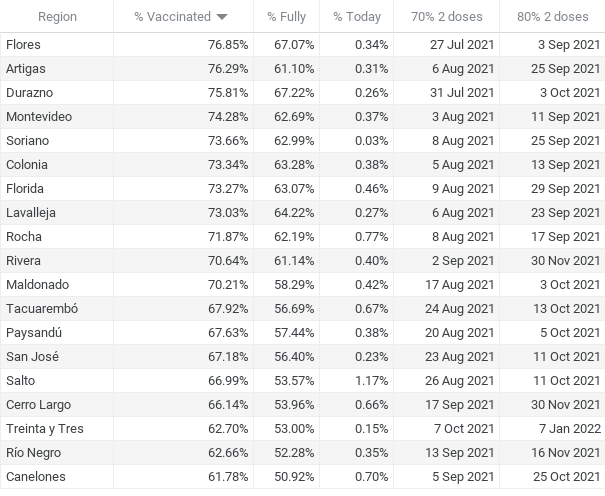 Region % Vaccinated % Fully % Today 70% 2 doses 80% 2 doses
Flores 76.85% 67.07% 0.34% 27 Jul 2021 3 Sep 2021
Artigas 76.29% 61.10% 0.31% 6 Aug 2021 25 Sep 2021
Durazno 75.81% 67.22% 0.26% 31 Jul 2021 3 Oct 2021
Montevideo 74.28% 62.69% 0.37% 3 Aug 2021 11 Sep 2021
Soriano 73.66% 62.99% 0.03% 8 Aug 2021 25 Sep 2021
Colonia 73.34% 63.28% 0.38% 5 Aug 2021 13 Sep 2021
Florida 73.27% 63.07% 0.46% 9 Aug 2021 29 Sep 2021
Lavalleja 73.03% 64.22% 0.27% 6 Aug 2021 23 Sep 2021
Rocha 71.87% 62.19% 0.77% 8 Aug 2021 17 Sep 2021
Rivera 70.64% 61.14% 0.40% 2 Sep 2021 30 Nov 2021
Maldonado 70.21% 58.29% 0.42% 17 Aug 2021 3 Oct 2021
Tacuarembó 67.92% 56.69% 0.67% 24 Aug 2021 13 Oct 2021
Paysandú 67.63% 57.44% 0.38% 20 Aug 2021 5 Oct 2021
San José 67.18% 56.40% 0.23% 23 Aug 2021 11 Oct 2021
Salto 66.99% 53.57% 1.17% 26 Aug 2021 11 Oct 2021
Cerro Largo 66.14% 53.96% 0.66% 17 Sep 2021 30 Nov 2021
Treinta y Tres 62.70% 53.00% 0.15% 7 Oct 2021 7 Jan 2022
Río Negro 62.66% 52.28% 0.35% 13 Sep 2021 16 Nov 2021
Canelones 61.78% 50.92% 0.70% 5 Sep 2021 25 Oct 2021